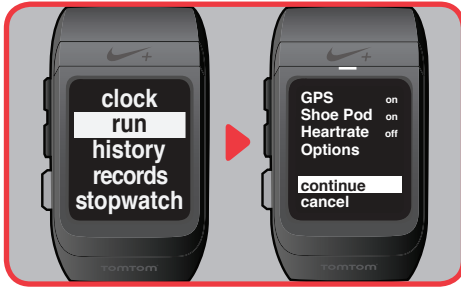 clock
run
history
records
stopwatch
TOMTOM
GPS on
Shoe Pod on
Heartrate off
Options
continue
cancel
TOMTOM